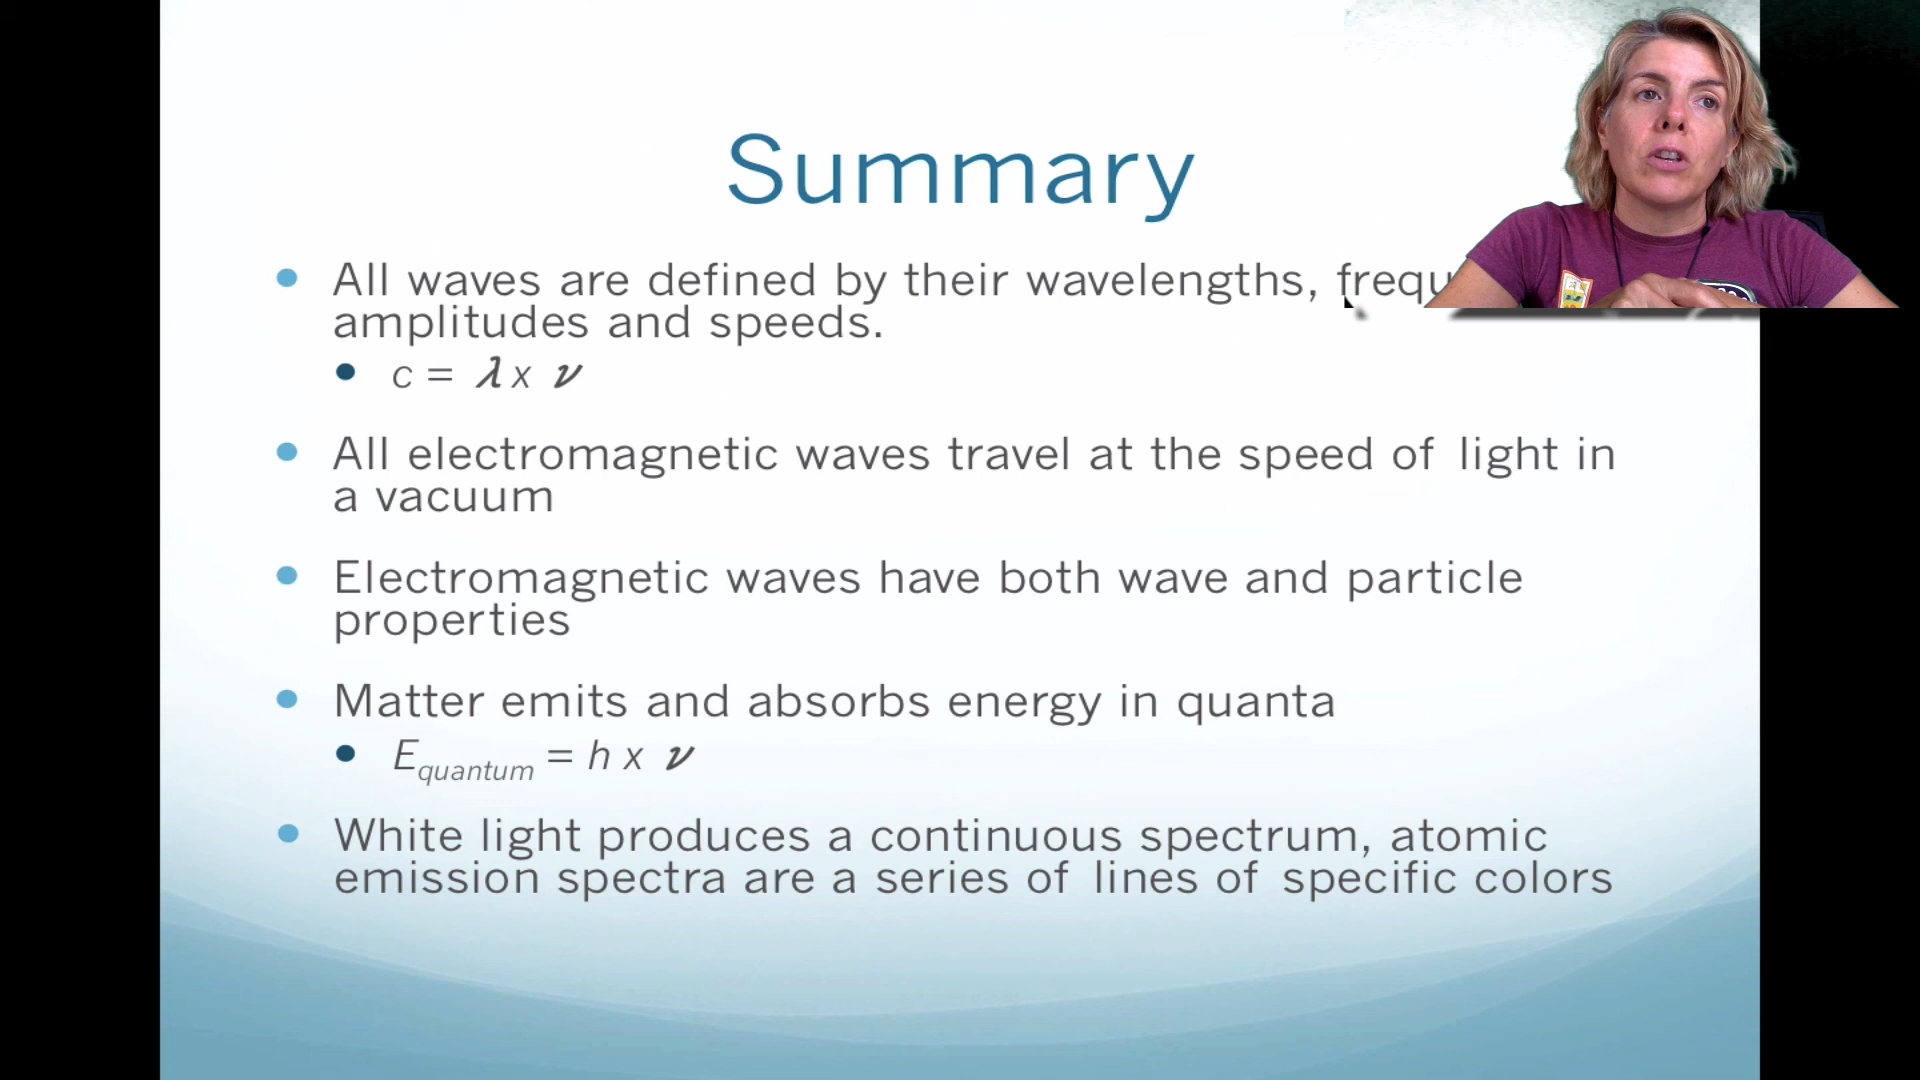 Summary
All waves are defined by their wavelengths,
amplitudes and speeds.
c = λ x ν
All electromagnetic waves travel at the speed of light in
a vacuum
Electromagnetic waves have both wave and particle
properties
Matter emits and absorbs energy in quanta
Equantum = h x ν
White light produces a continuous spectrum, atomic
emission spectra are a series of lines of specific colors